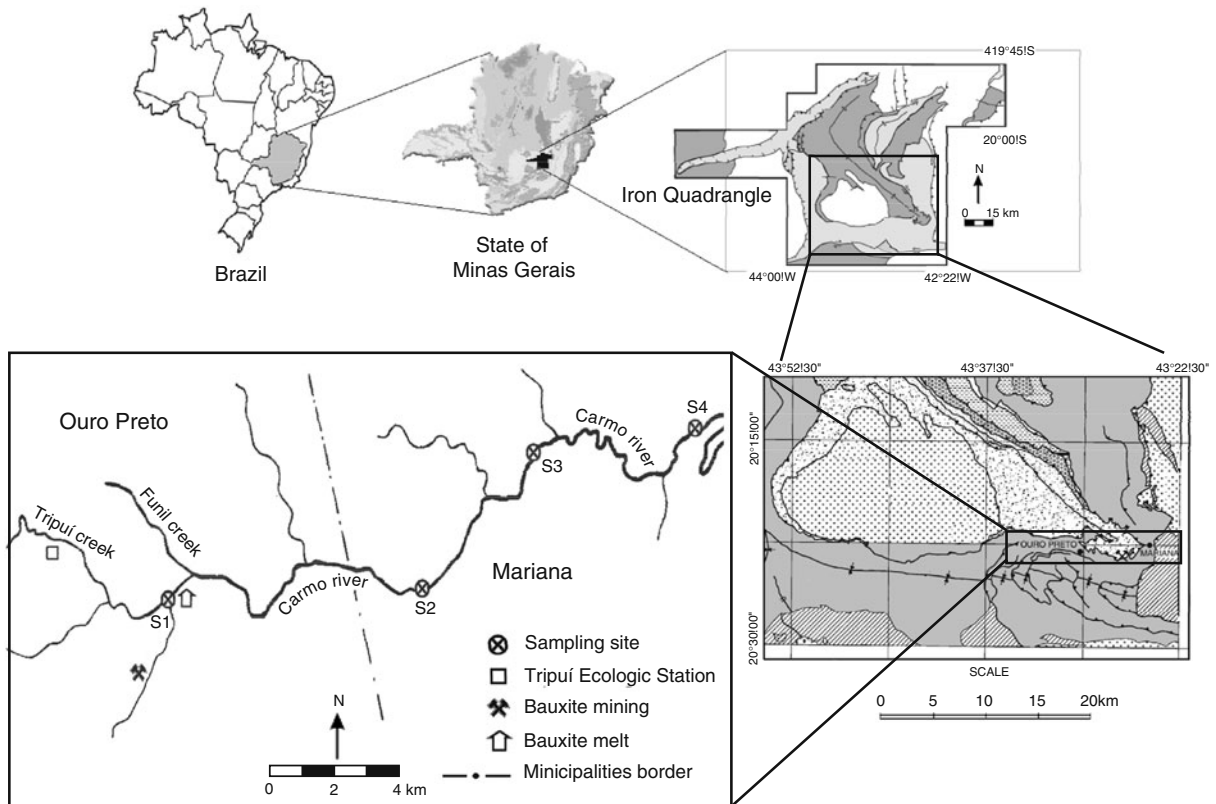 419°45!S
20°00!S
N
0 15 km
Iron Quadrangle
State of
Minas Gerais
Brazil
44°00!W
42°22!W
43°52!30"
43°37!30"
43°22!30"
20°15!00"
20°30!00"
OURO PRETO
MARIANA
SCALE
0 5 10 15 20km
Ouro Preto
Tripuí creek
Funil creek
S1
Carmo river
S2
S3
Carmo river
S4
Mariana
Sampling site
Tripuí Ecologic Station
Bauxite mining
Bauxite melt
Minicipalities border
N
0 2 4 km